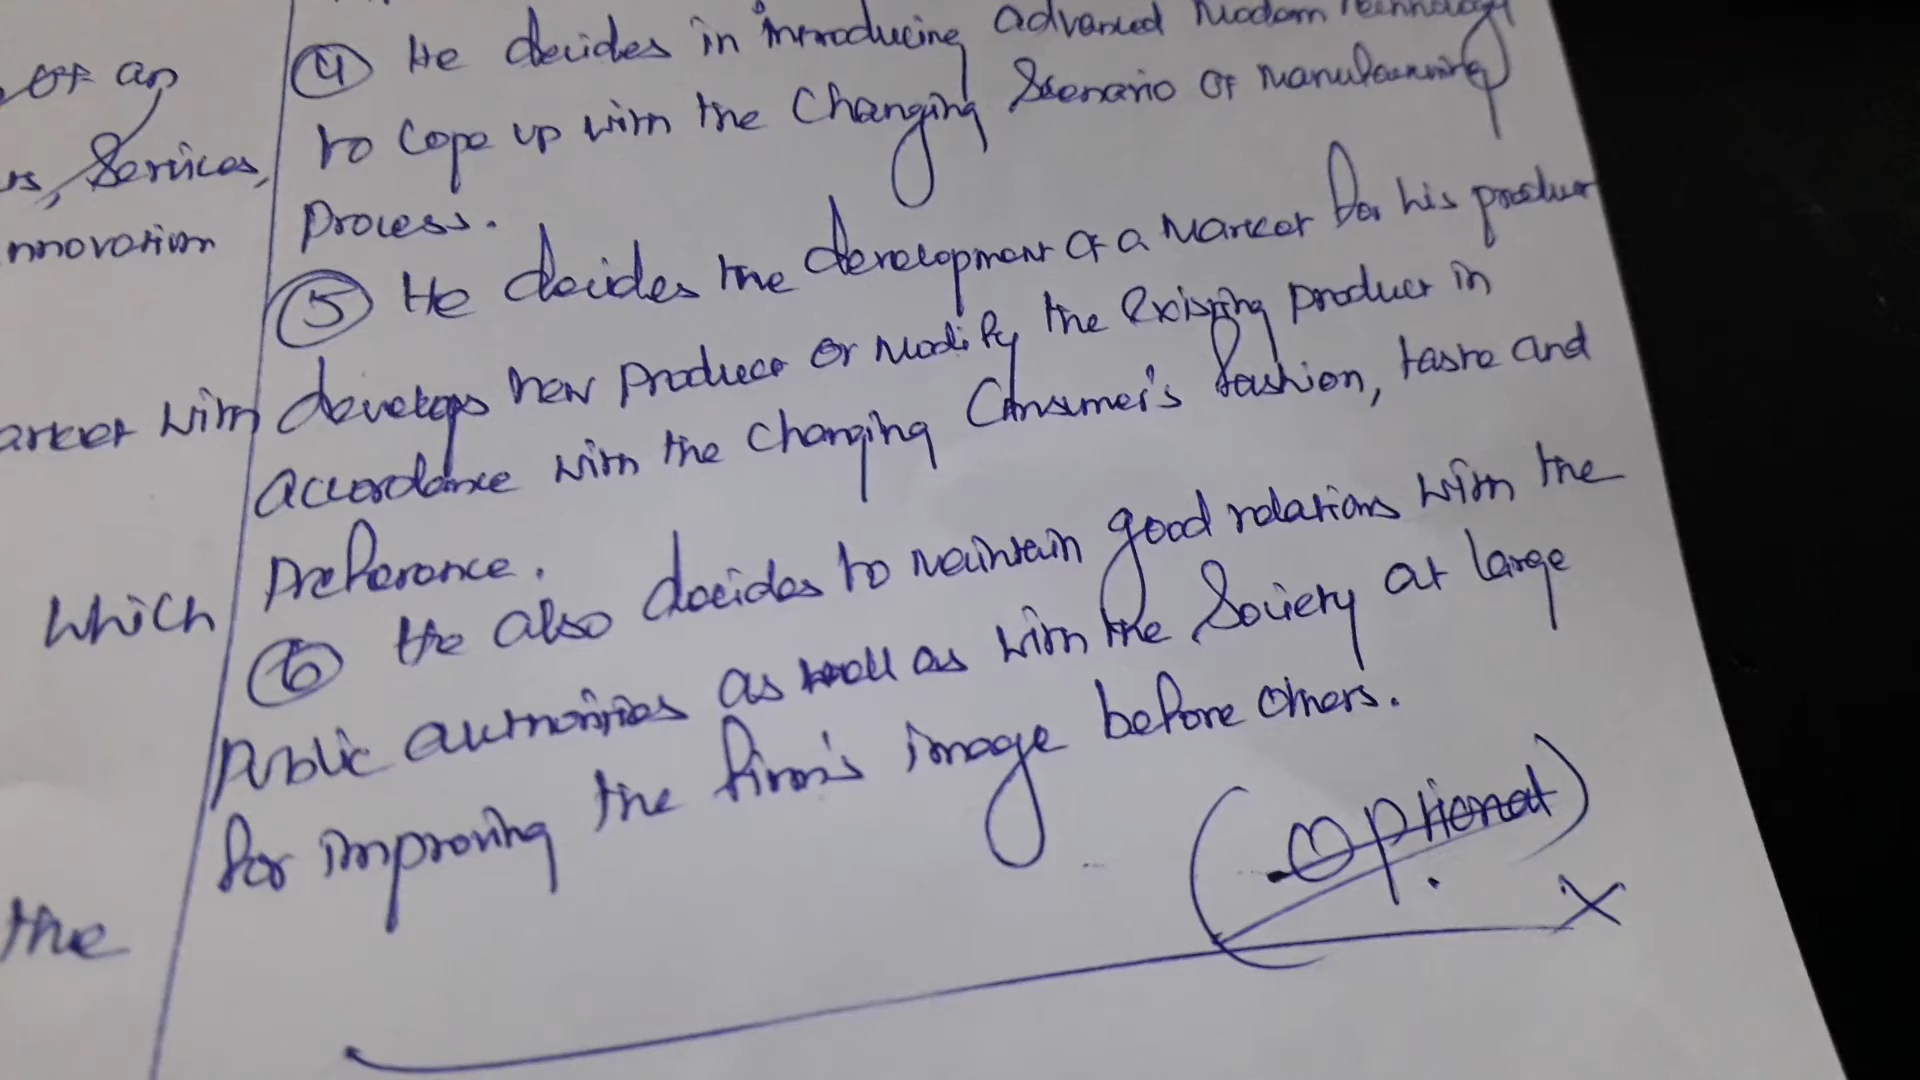 off an
④ He decides in introducing advanced modern Technology
to cope up with the changing Scenario of manufacturing
Services,
process.
nnovation
⑤ He decides the development of a market for his product
develops new product or modify the existing product in
arket with
accordance with the changing Consumer's fashion, taste and
preference.
which
⑥ He also decides to maintain good relations with the
public authorities as well as with the Society at large
for improving the firm's image before others.
(Optional)
the